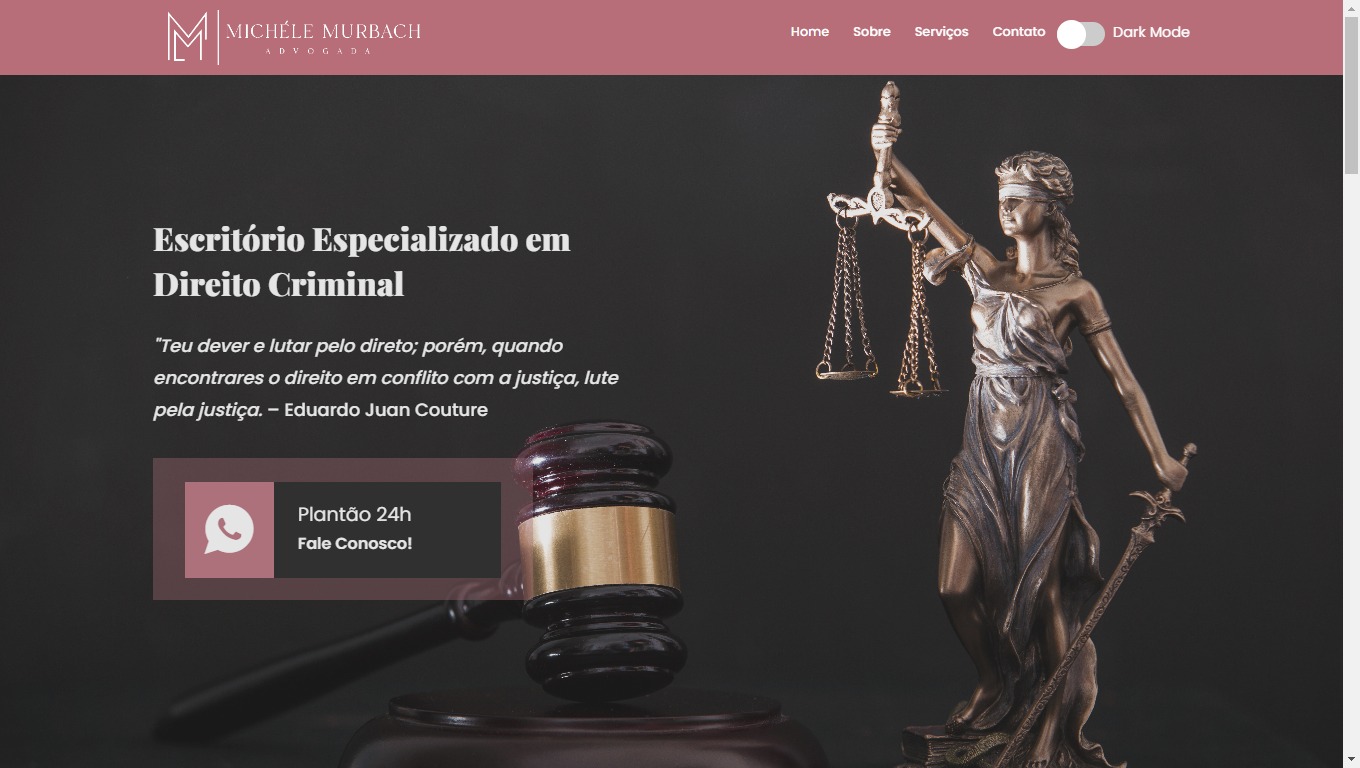 MICHÉLE MURBACH
ADVOGADA
Home Sobre Serviços Contato Dark Mode
Escritório Especializado em
Direito Criminal
"Teu dever e lutar pelo direto; porém, quando
encontrares o direito em conflito com a justiça, lute
pela justiça. – Eduardo Juan Couture
Plantão 24h
Fale Conosco!